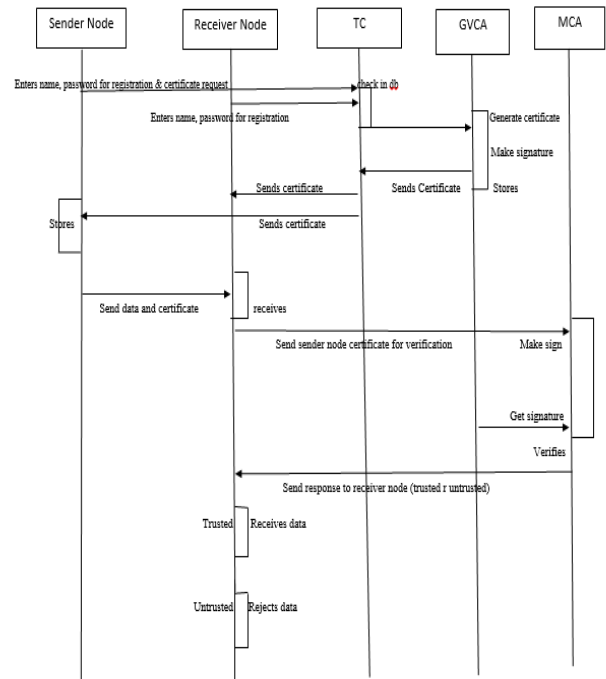 Sender Node
Receiver Node
TC
GVCA
MCA
Enters name, password for registration & certificate request
check in db
Enters name, password for registration
Generate certificate
Make signature
Sends certificate
Sends Certificate
Stores
Stores
Sends certificate
Send data and certificate
receives
Send sender node certificate for verification
Make sign
Get signature
Verifies
Send response to receiver node (trusted r untrusted)
Trusted
Receives data
Untrusted
Rejects data